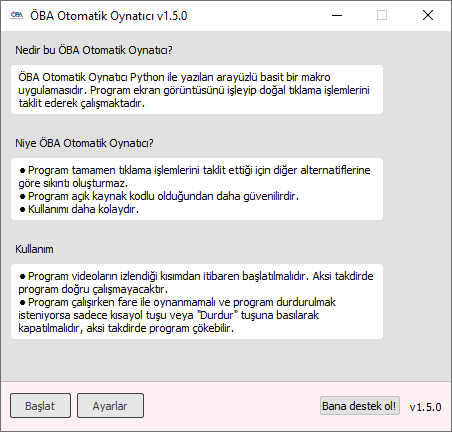 ÖBA ÖBA Otomatik Oynatıcı v1.5.0
Nedir bu ÖBA Otomatik Oynatıcı?
ÖBA Otomatik Oynatıcı Python ile yazılan arayüzlü basit bir makro
uygulamasıdır. Program ekran görüntüsünü işleyip doğal tıklama işlemlerini
taklit ederek çalışmaktadır.
Niye ÖBA Otomatik Oynatıcı?
● Program tamamen tıklama işlemlerini taklit ettiği için diğer alternatiflerine
göre sıkıntı oluşturmaz.
● Program açık kaynak kodlu olduğundan daha güvenilirdir.
● Kullanımı daha kolaydır.
Kullanım
● Program videoların izlendiği kısımdan itibaren başlatılmalıdır. Aksi takdirde
program doğru çalışmayacaktır.
● Program çalışırken fare ile oynanmamalı ve program durdurulmak
isteniyorsa sadece kısayol tuşu veya "Durdur" tuşuna basılarak
kapatılmalıdır, aksi takdirde program çökebilir.
Başlat Ayarlar Bana destek ol! v1.5.0